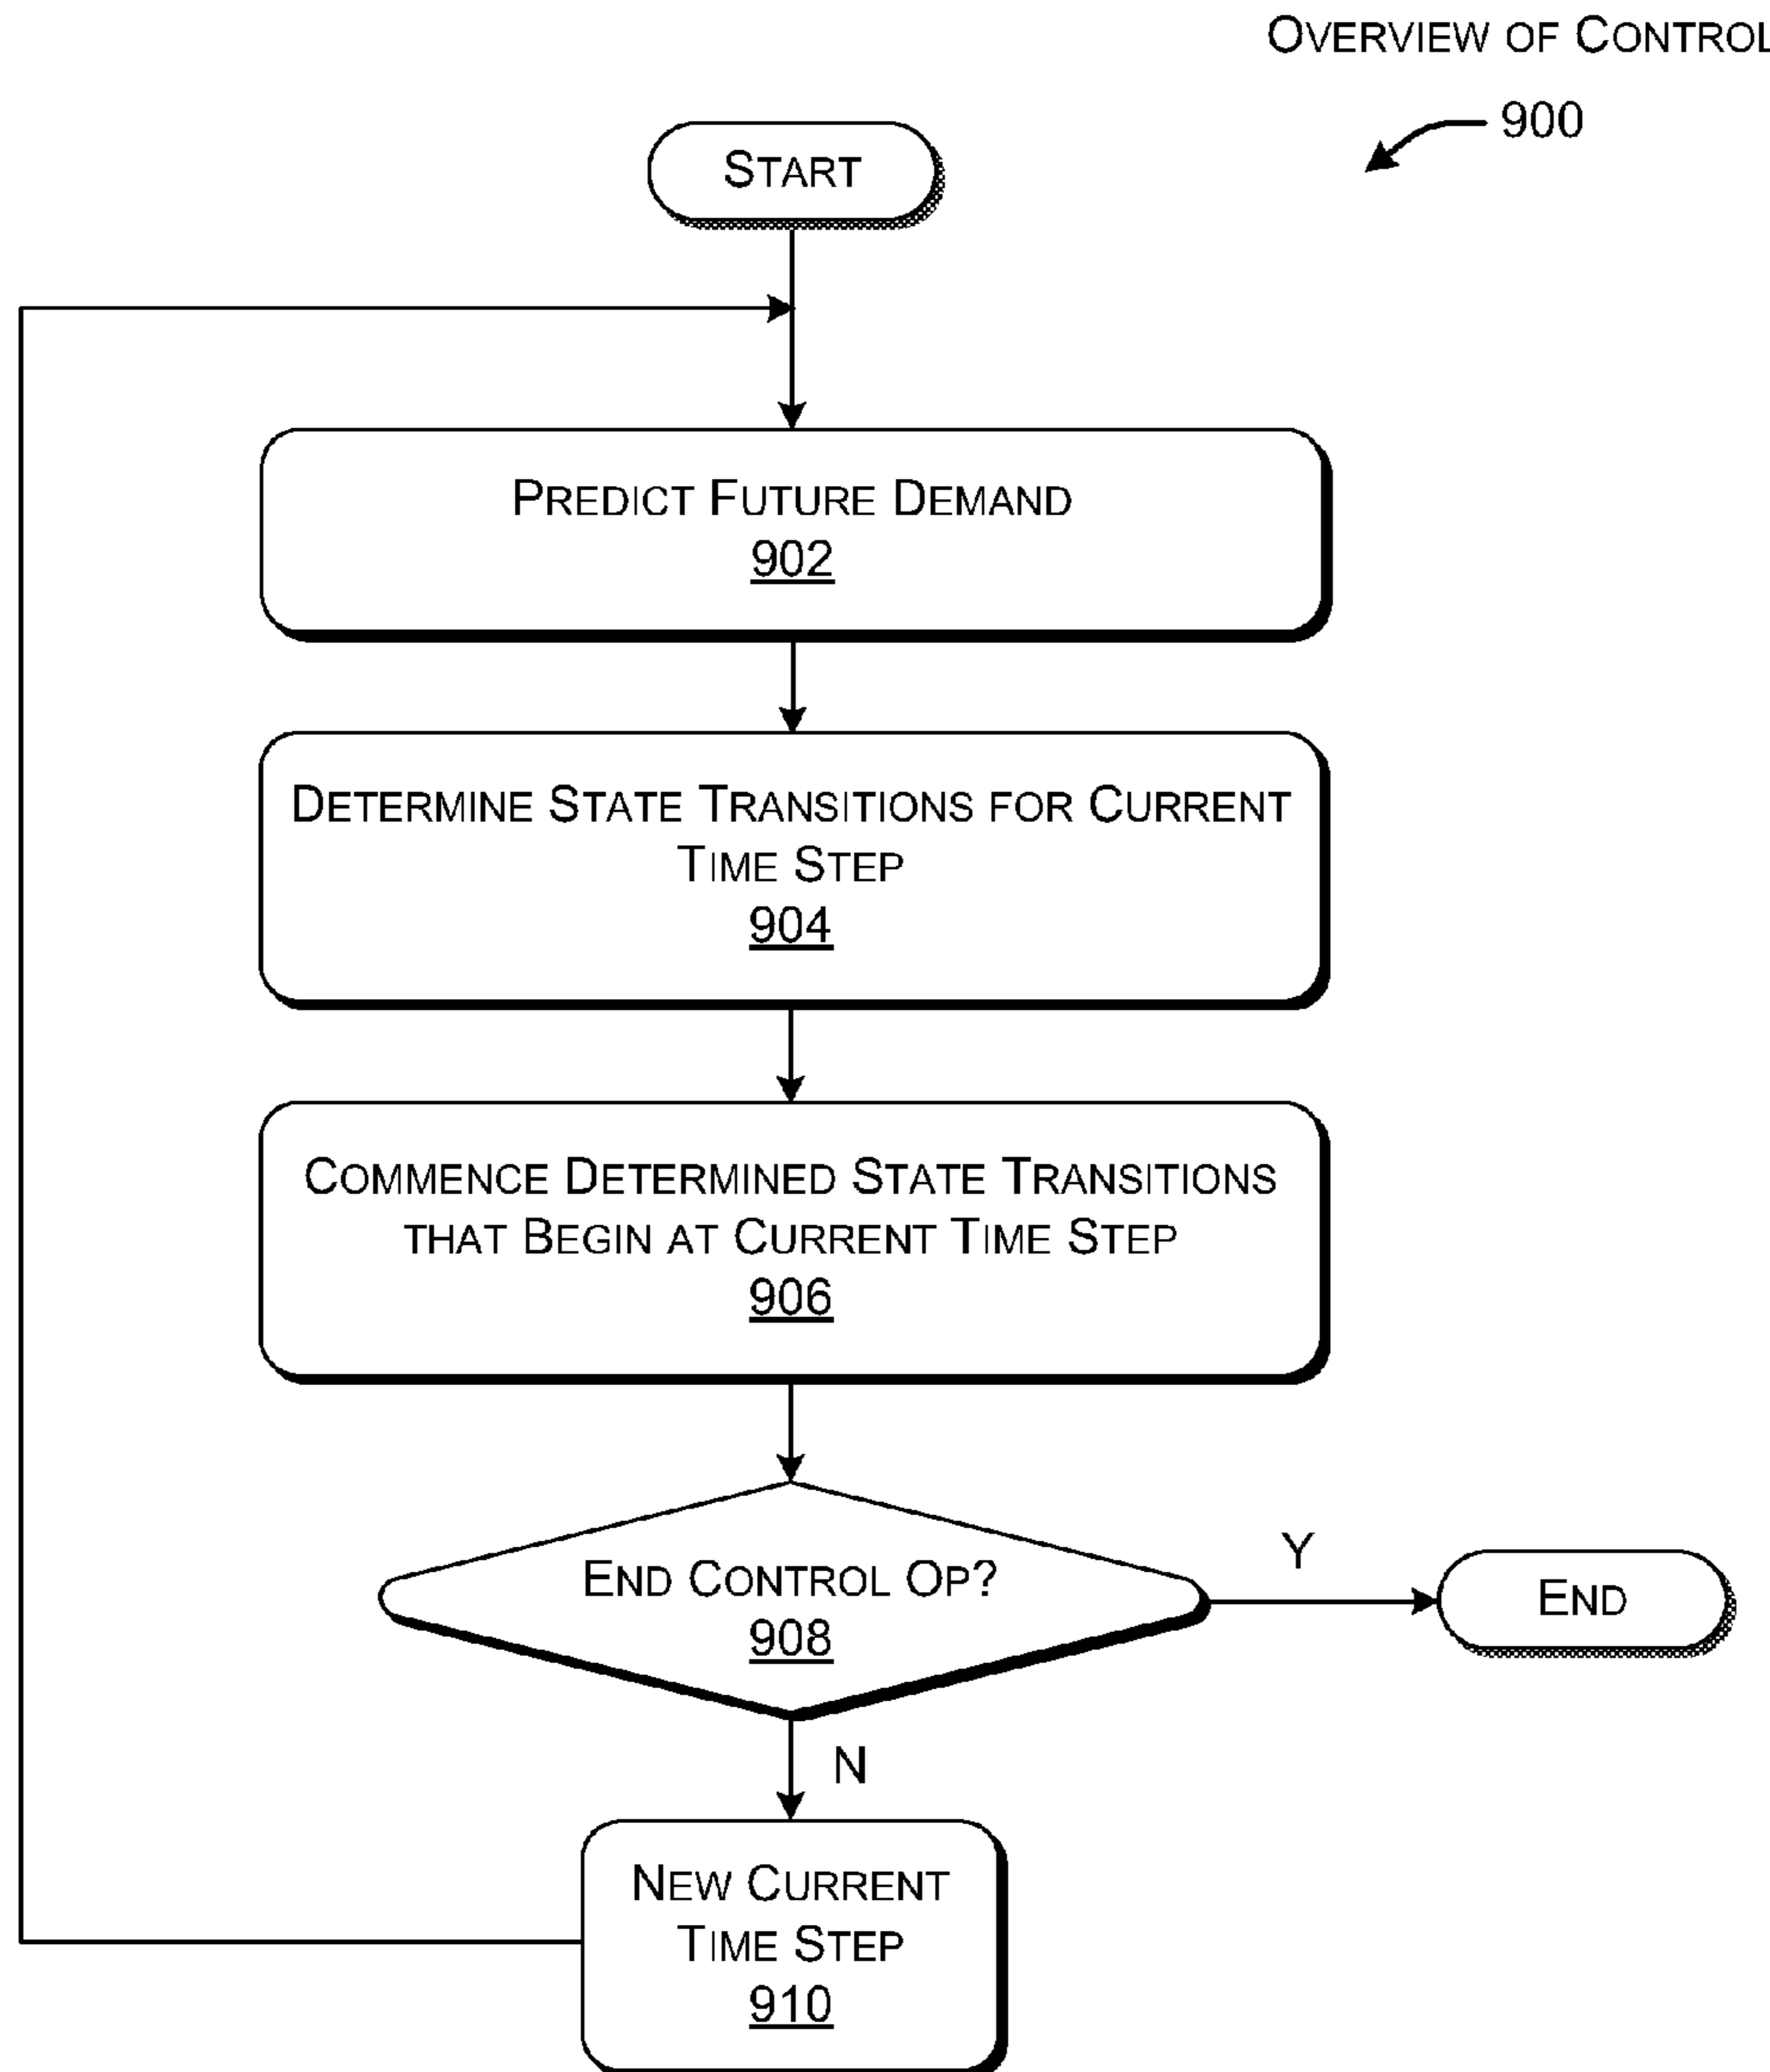 OVERVIEW OF CONTROL
900
START
PREDICT FUTURE DEMAND
902
DETERMINE STATE TRANSITIONS FOR CURRENT
TIME STEP
904
COMMENCE DETERMINED STATE TRANSITIONS
THAT BEGIN AT CURRENT TIME STEP
906
END CONTROL OP?
908
Y
END
N
NEW CURRENT
TIME STEP
910